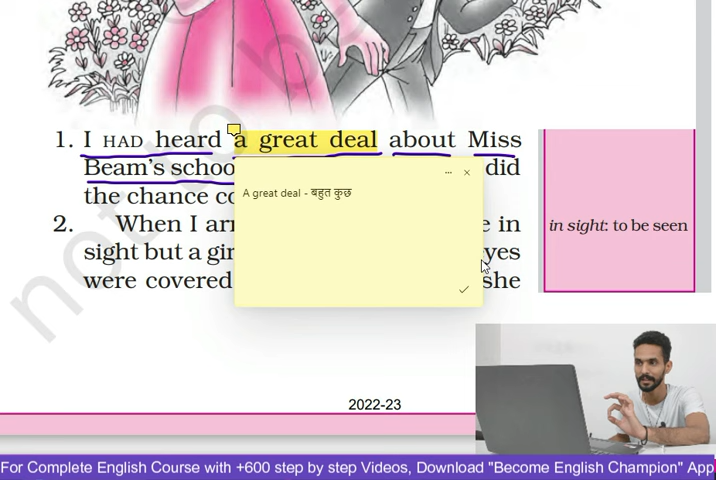 1. I HAD heard a great deal about Miss
Beam's schoo did
the chance co
2. When I arr e in
sight but a gir yes
were covered she
A great deal - बहुत कुछ
in sight: to be seen
not to b
2022-23
For Complete English Course with +600 step by step Videos, Download "Become English Champion" App